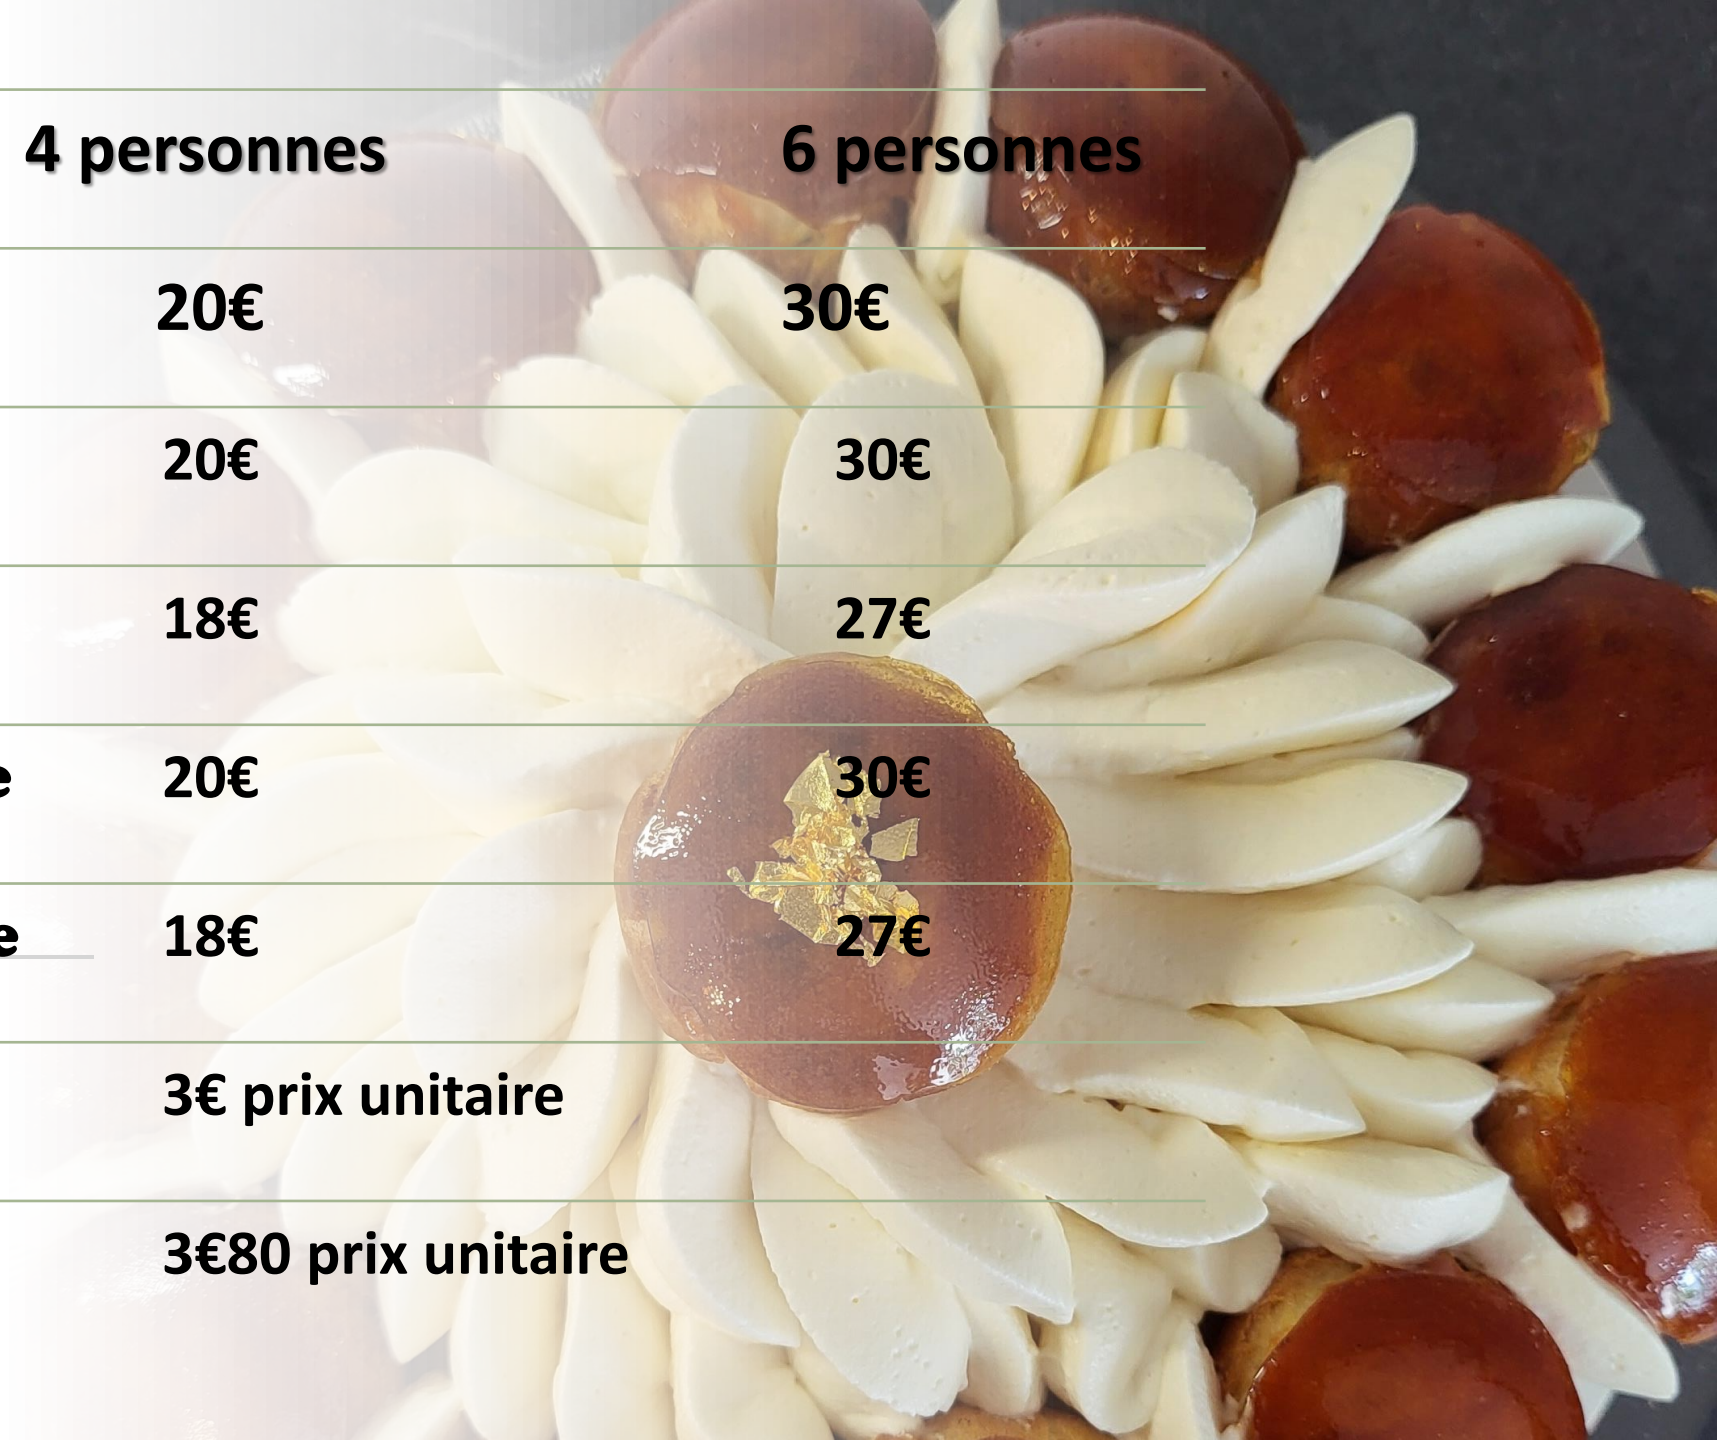 4 personnes 6 personnes
20€ 30€
20€ 30€
18€ 27€
e 20€ 30€
e 18€ 27€
3€ prix unitaire
3€80 prix unitaire